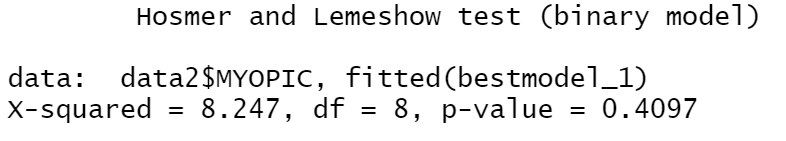 Hosmer and Lemeshow test (binary model)
data:  data2$MYOPIC, fitted(bestmodel_1)
X-squared = 8.247, df = 8, p-value = 0.4097